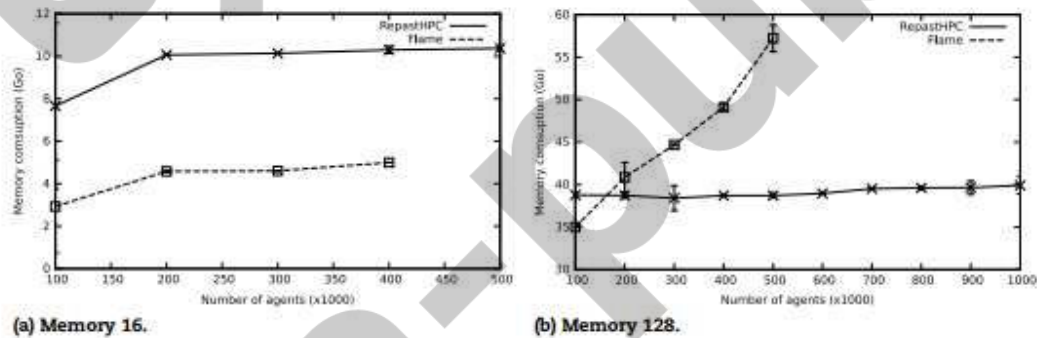 12
10
8
6
4
2
0
Memory comsuption (Go)
RepastHPC
Flame
100 150 200 250 300 350 400 450 500
Number of agents (x1000)
(a) Memory 16.
60
55
50
45
40
35
30
Memory comsuption (Go)
RepastHPC
Flame
100 200 300 400 500 600 700 800 900 1000
Number of agents (x1000)
(b) Memory 128.